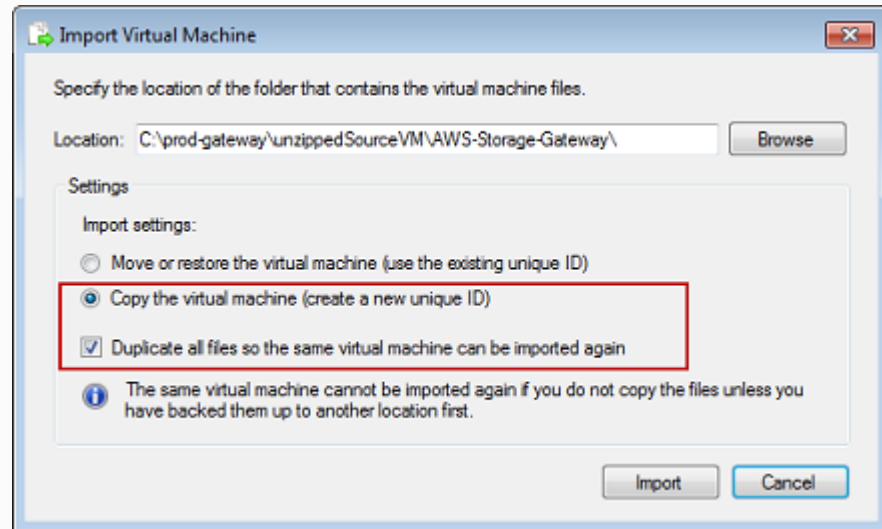 Import Virtual Machine
Specify the location of the folder that contains the virtual machine files.
Location: C:\prod-gateway\unzippedSourceVM\AWS-Storage-Gateway\ Browse
Settings
Import settings:
Move or restore the virtual machine (use the existing unique ID)
Copy the virtual machine (create a new unique ID)
Duplicate all files so the same virtual machine can be imported again
The same virtual machine cannot be imported again if you do not copy the files unless you
have backed them up to another location first.
Import Cancel